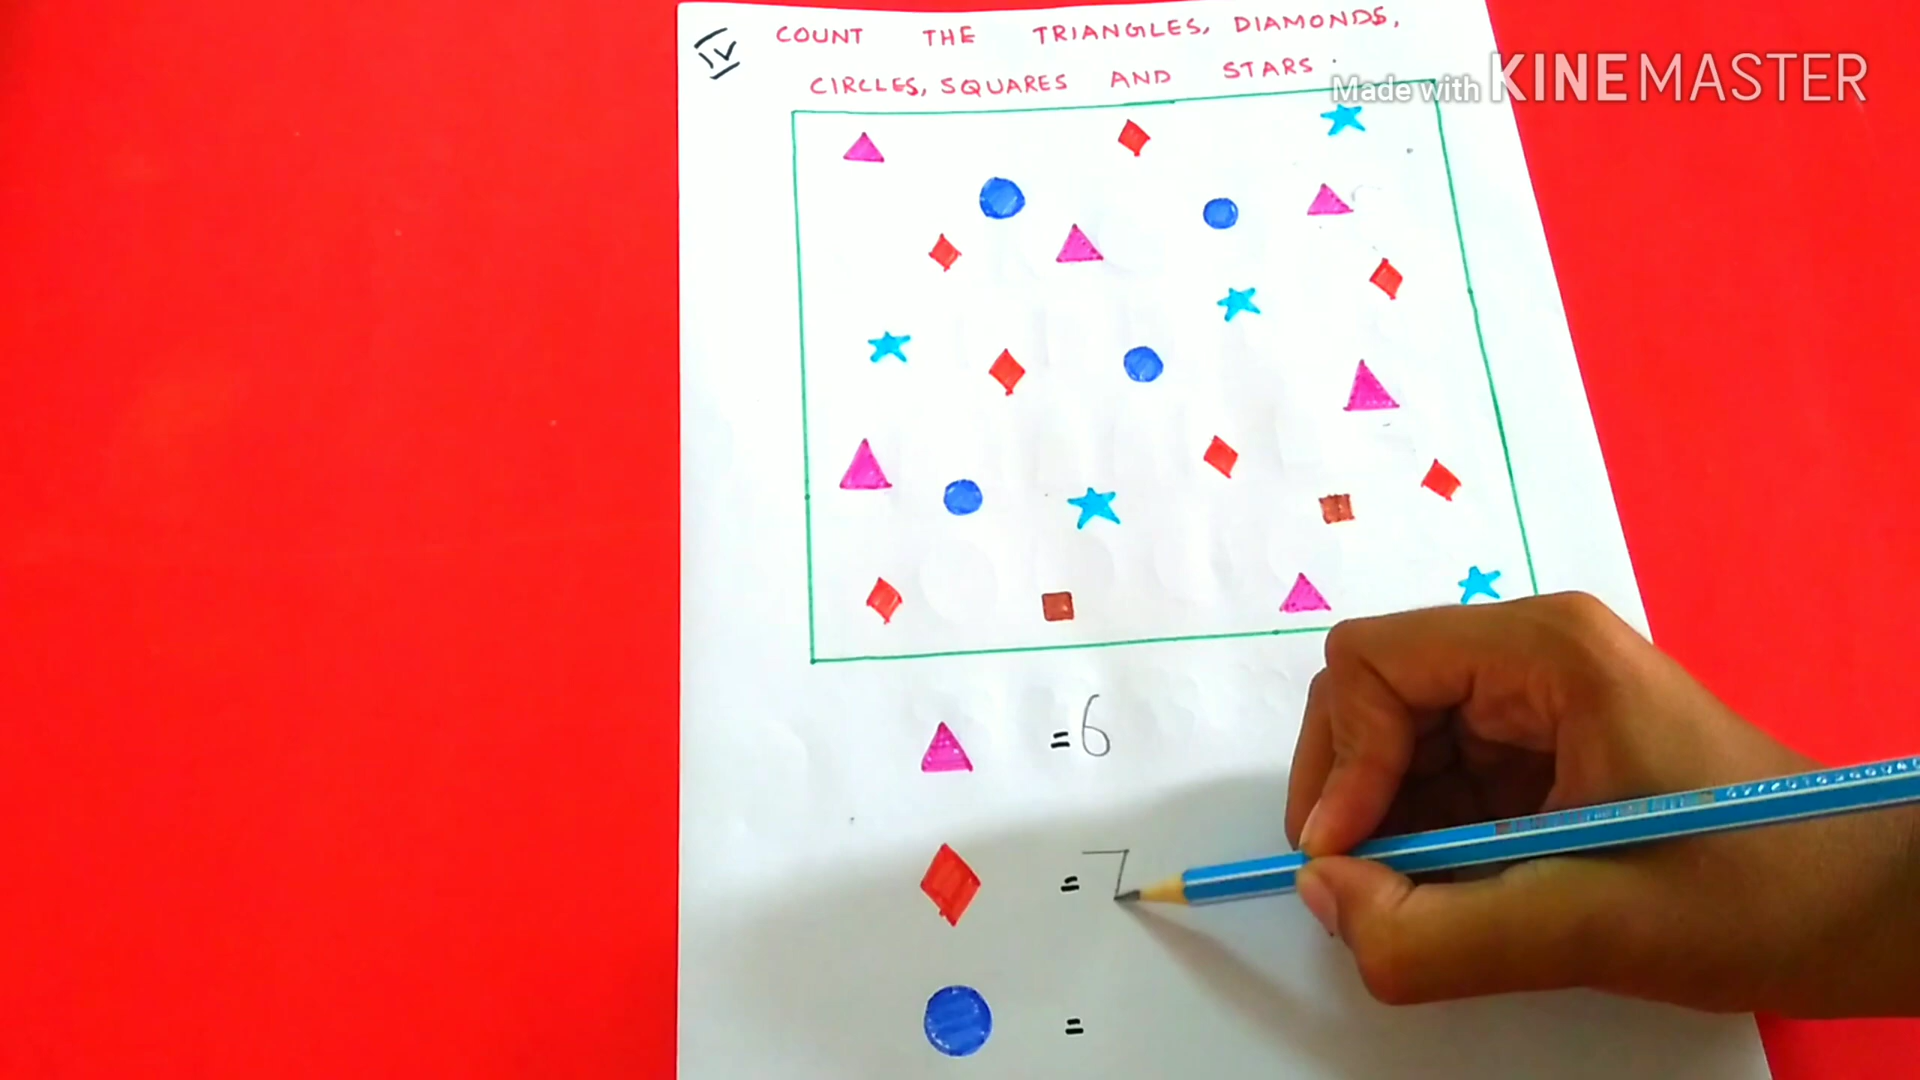 IV
COUNT THE TRIANGLES, DIAMONDS,
CIRCLES, SQUARES AND STARS.
Made with KINEMASTER
= 6
= 7
=